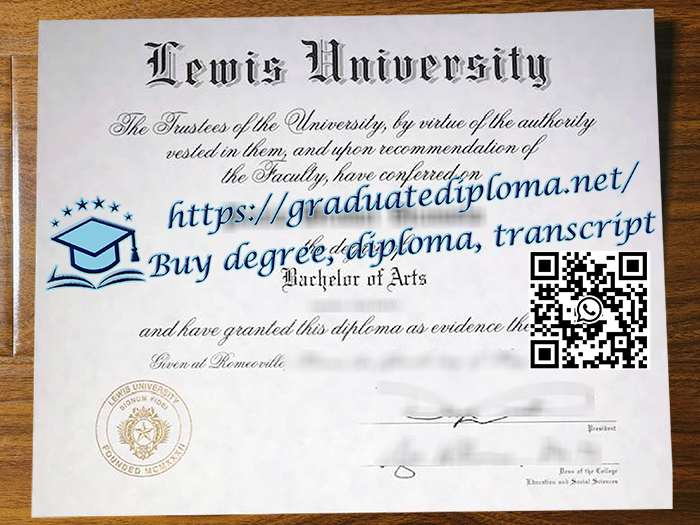 Lewis University
The Trustees of the University, by virtue of the authority
vested in them, and upon recommendation of
the Faculty, have conferred on
https://graduatediploma.net/
the degree of
Buy degree, diploma, transcript
Bachelor of Arts
and have granted this diploma as evidence
Given at Romeoville,
LEWIS UNIVERSITY
SIGNUM FIDEI
FOUNDED MCMXXXII
President
Dean of the College
Education and Social Sciences